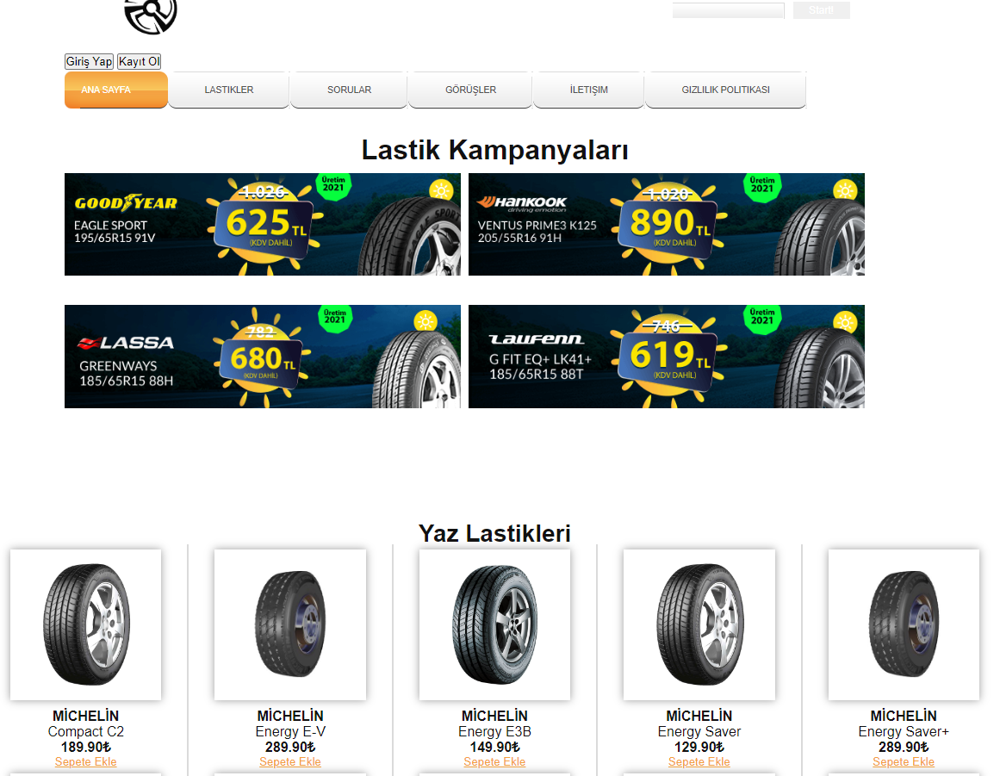 Start!
Giriş Yap Kayıt Ol
ANA SAYFA LASTIKLER SORULAR GÖRÜŞLER İLETIŞIM GIZLILIK POLITIKASI
Lastik Kampanyaları
GOODYEAR
EAGLE SPORT
195/65R15 91V
1.026
625 TL
(KDV DAHİL)
Üretim
2021
HANKOOK
driving emotion
VENTUS PRIME3 K125
205/55R16 91H
1.020
890 TL
(KDV DAHİL)
Üretim
2021
LASSA
GREENWAYS
185/65R15 88H
782
680 TL
(KDV DAHİL)
Üretim
2021
Laufenn
G FIT EQ+ LK41+
185/65R15 88T
746
619 TL
(KDV DAHİL)
Üretim
2021
Yaz Lastikleri
MİCHELİN
Compact C2
189.90₺
Sepete Ekle
MİCHELİN
Energy E-V
289.90₺
Sepete Ekle
MİCHELİN
Energy E3B
149.90₺
Sepete Ekle
MİCHELİN
Energy Saver
129.90₺
Sepete Ekle
MİCHELİN
Energy Saver+
289.90₺
Sepete Ekle